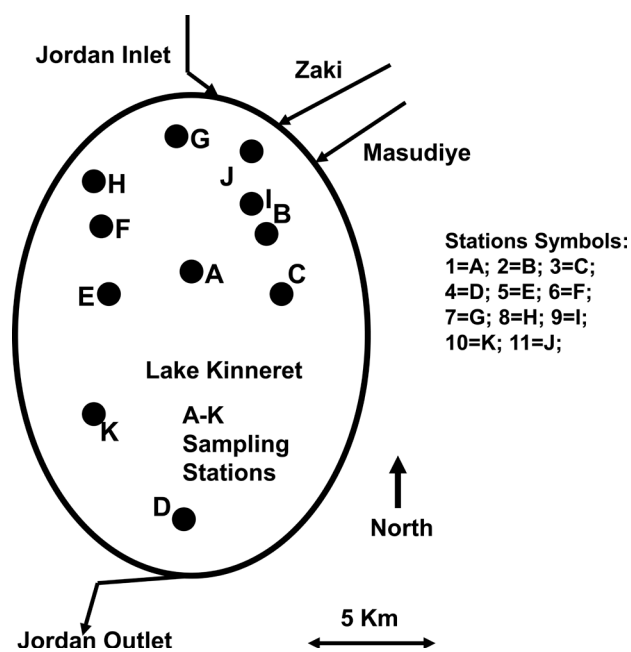 Jordan Inlet
Zaki
Masudiye
G
J
H
I
B
F
A
C
E
Stations Symbols:
1=A; 2=B; 3=C;
4=D; 5=E; 6=F;
7=G; 8=H; 9=I;
10=K; 11=J;
Lake Kinneret
A-K
Sampling
Stations
K
D
North
5 Km
Jordan Outlet